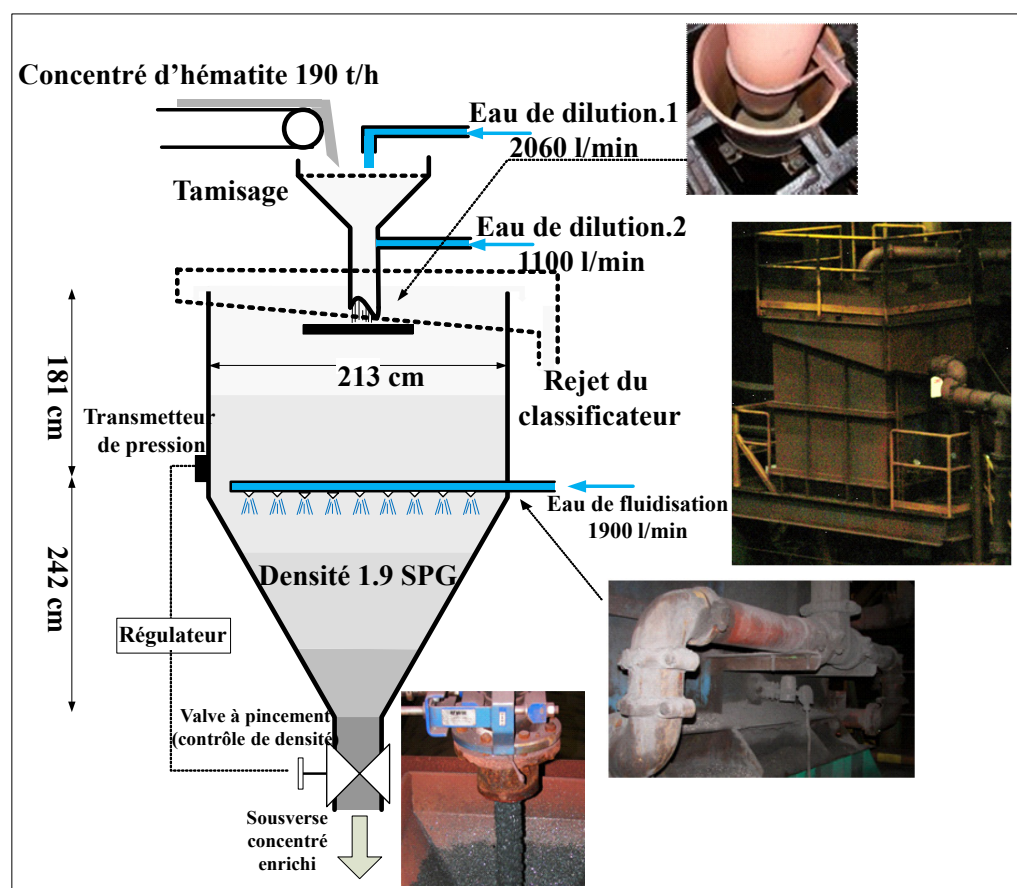 Concentré d'hématite 190 t/h
Eau de dilution.1
2060 l/min
Tamisage
Eau de dilution.2
1100 l/min
181 cm
213 cm
Rejet du
classificateur
Transmetteur
de pression
Eau de fluidisation
1900 l/min
242 cm
Densité 1.9 SPG
Régulateur
Valve à pincement
(contrôle de densité)
Sousverse
concentré
enrichi